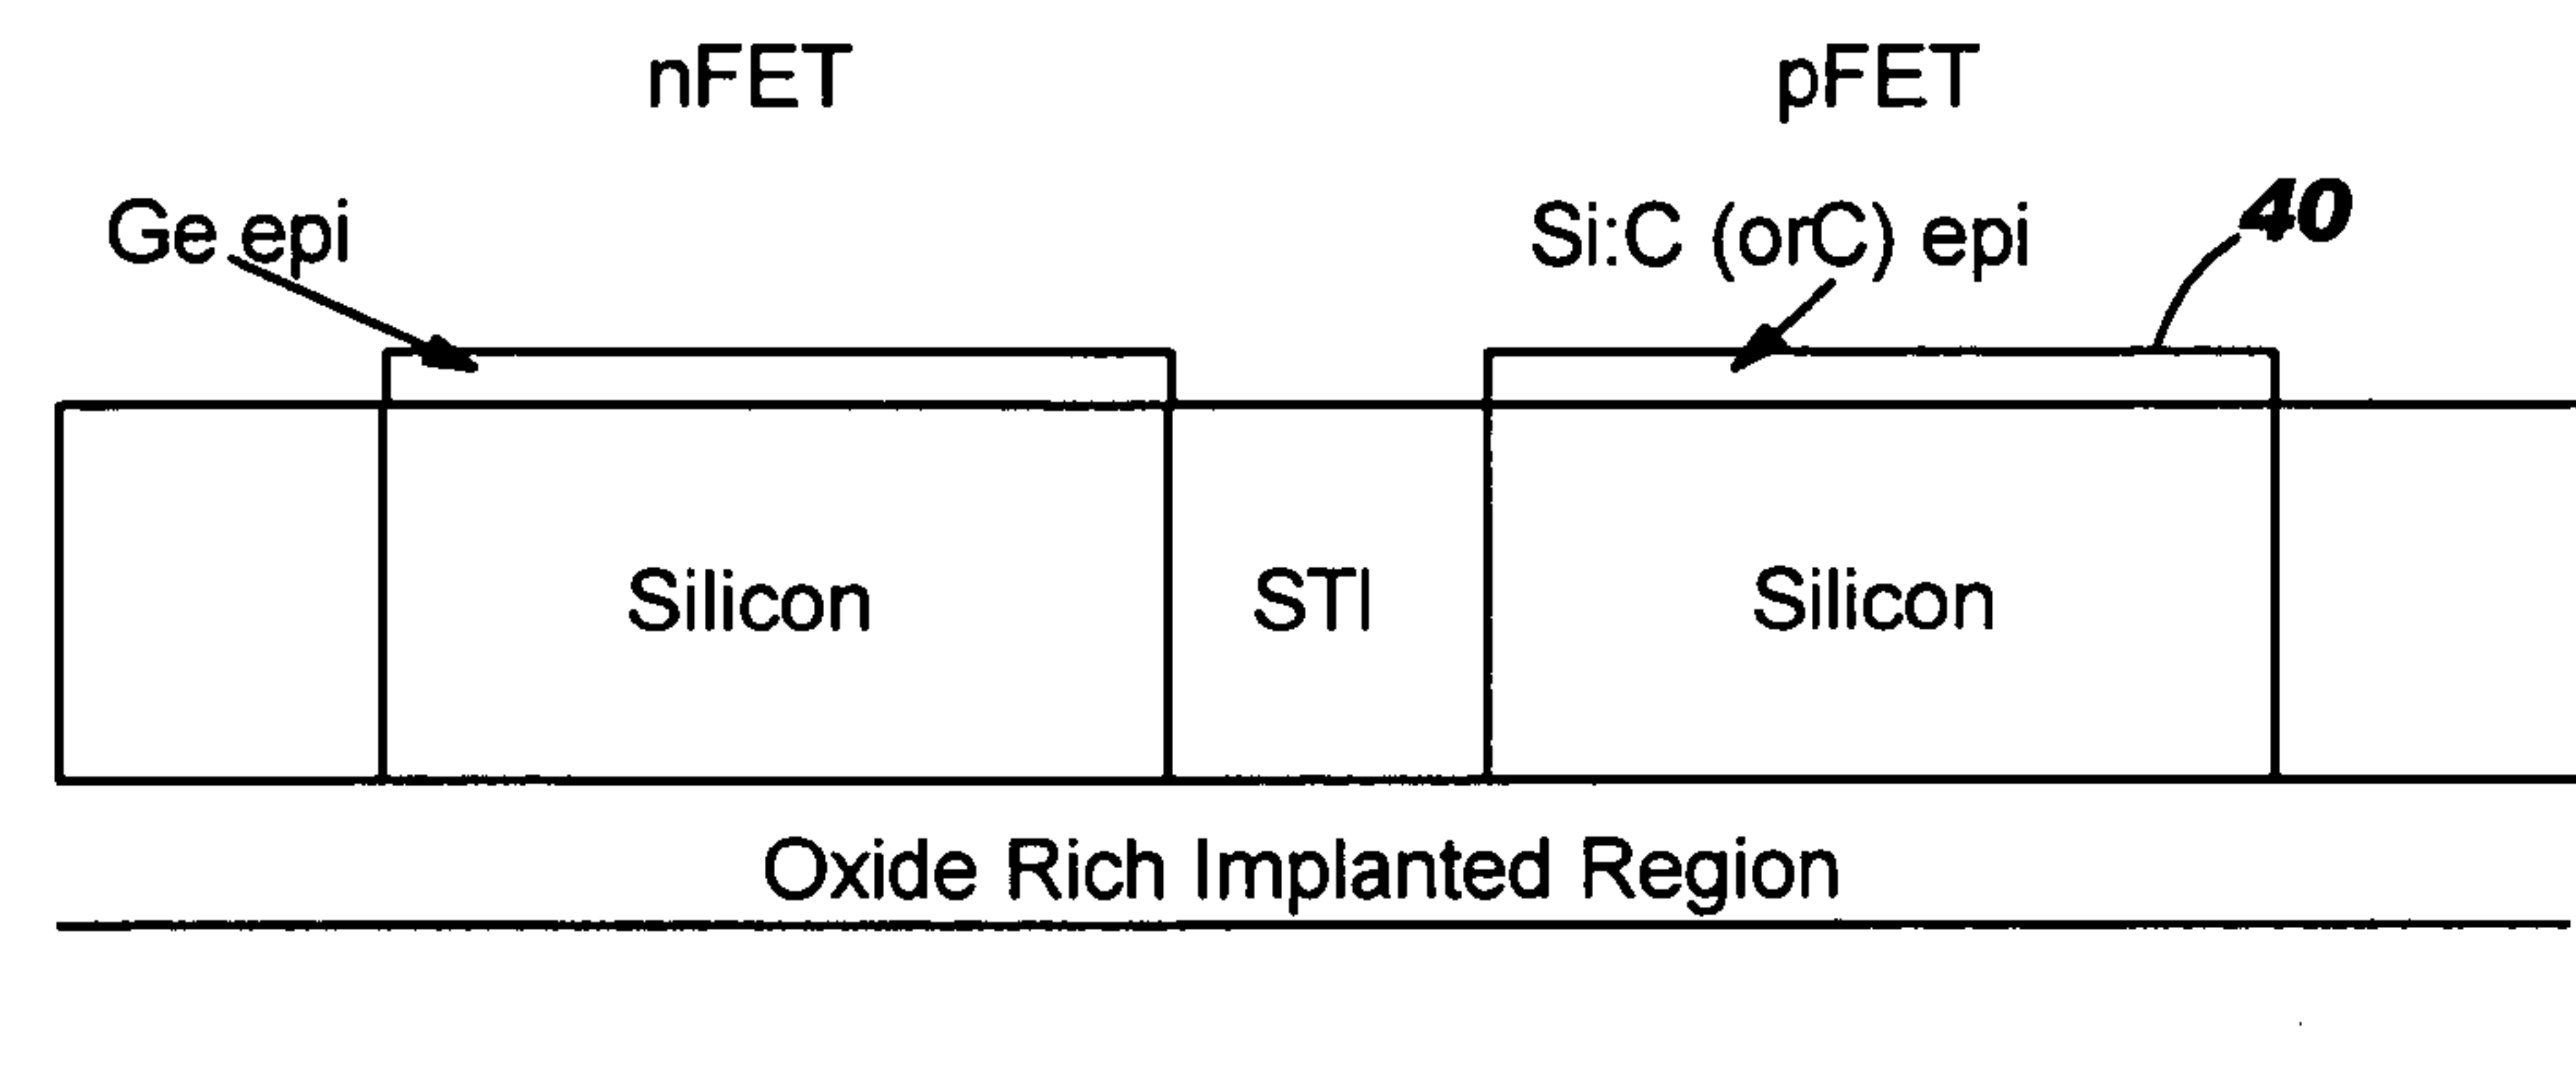 nFET pFET
Ge epi Si:C (orC) epi 40
Silicon STI Silicon
Oxide Rich Implanted Region